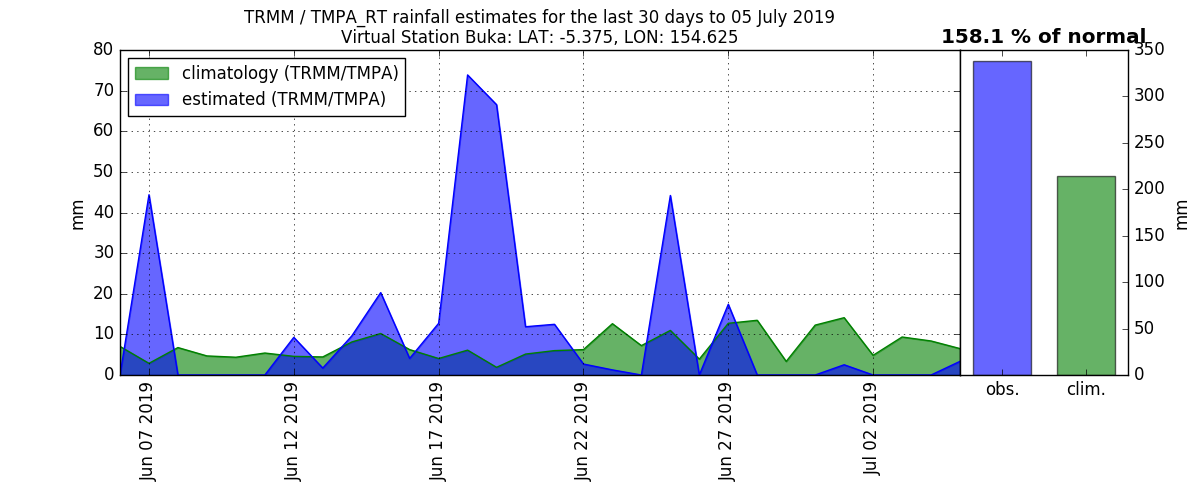 TRMM / TMPA_RT rainfall estimates for the last 30 days to 05 July 2019
Virtual Station Buka: LAT: -5.375, LON: 154.625
158.1 % of normal
climatology (TRMM/TMPA)
estimated (TRMM/TMPA)
80
70
60
50
40
30
20
10
0
mm
Jun 07 2019
Jun 12 2019
Jun 17 2019
Jun 22 2019
Jun 27 2019
Jul 02 2019
350
300
250
200
150
100
50
0
mm
obs.
clim.